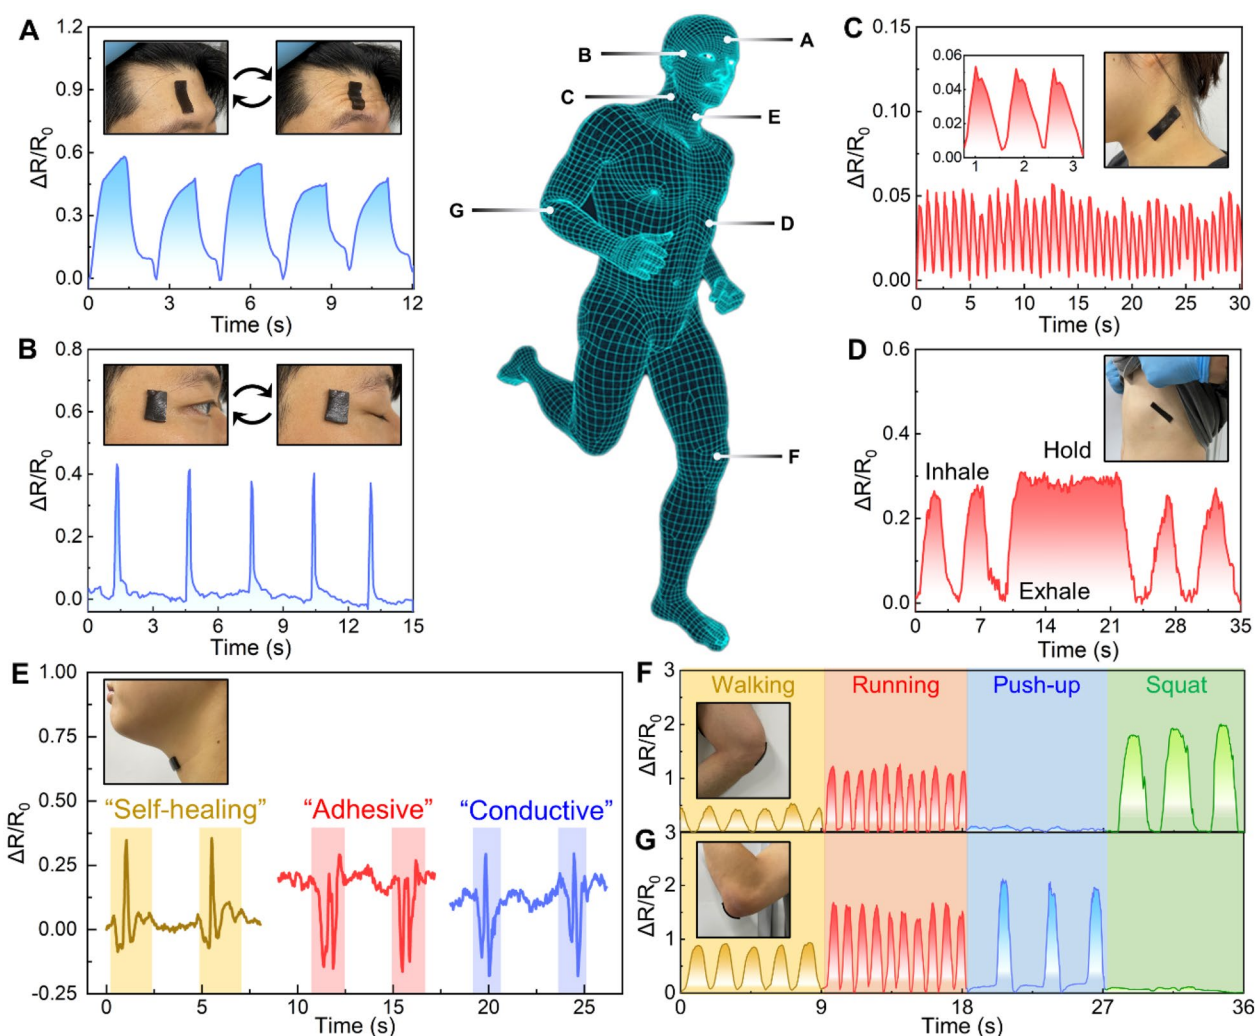 A
1.2
0.9
0.6
0.3
0.0
ΔR/R0
0 3 6 9 12
Time (s)
B
0.8
0.6
0.4
0.2
0.0
ΔR/R0
0 3 6 9 12 15
Time (s)
A
B
C
E
G
D
F
C
0.15
0.10
0.05
0.00
ΔR/R0
0.06
0.04
0.02
0.00
1 2 3
0 5 10 15 20 25 30
Time (s)
D
0.6
0.3
0.0
ΔR/R0
Hold
Inhale
Exhale
0 7 14 21 28 35
Time (s)
E
1.00
0.75
0.50
0.25
0.00
-0.25
ΔR/R0
“Self-healing” “Adhesive” “Conductive”
0 5 10 15 20 25
Time (s)
F
3
2
1
0
ΔR/R0
Walking Running Push-up Squat
G
2
1
0
ΔR/R0
0 9 18 27 36
Time (s)